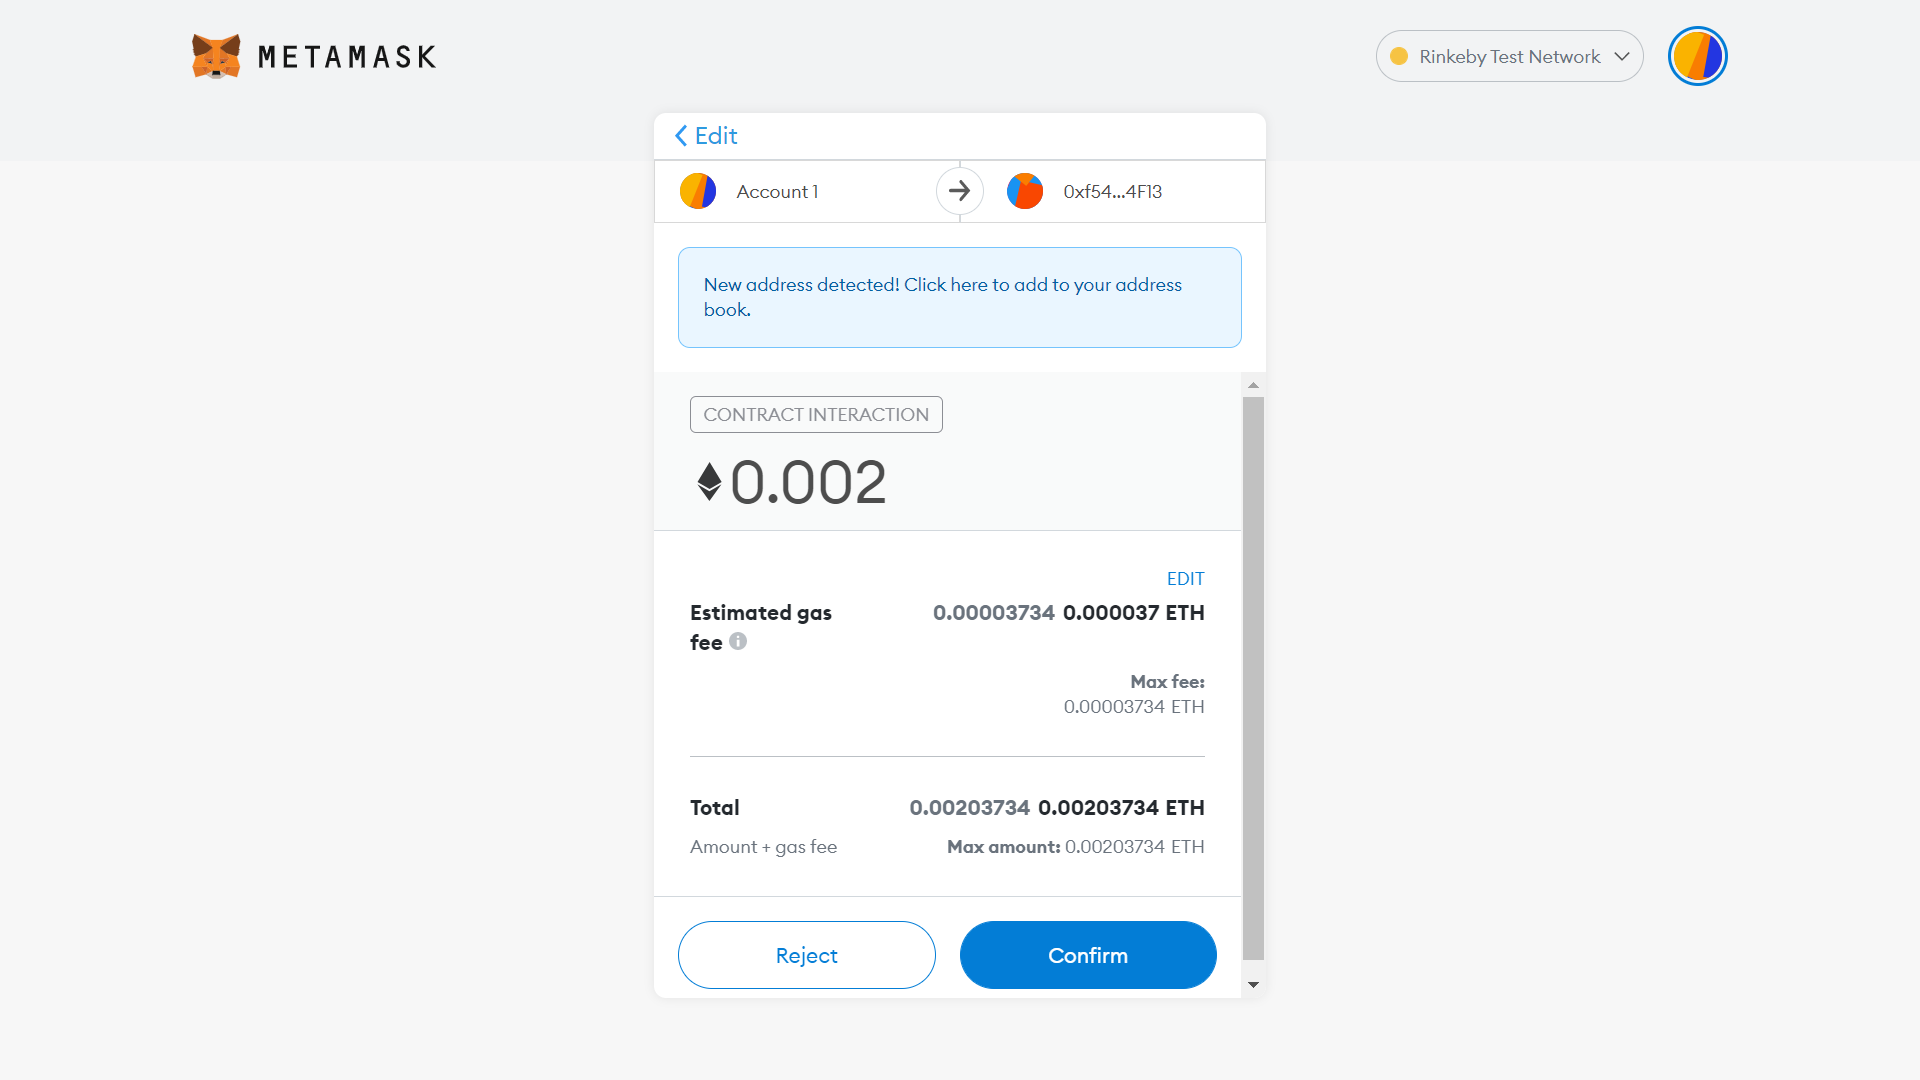 METAMASK
Rinkeby Test Network
Edit
Account 1
0xf54...4F13
New address detected! Click here to add to your address
book.
CONTRACT INTERACTION
0.002
EDIT
Estimated gas
fee
0.00003734 0.000037 ETH
Max fee:
0.00003734 ETH
Total
0.00203734 0.00203734 ETH
Amount + gas fee
Max amount: 0.00203734 ETH
Reject
Confirm